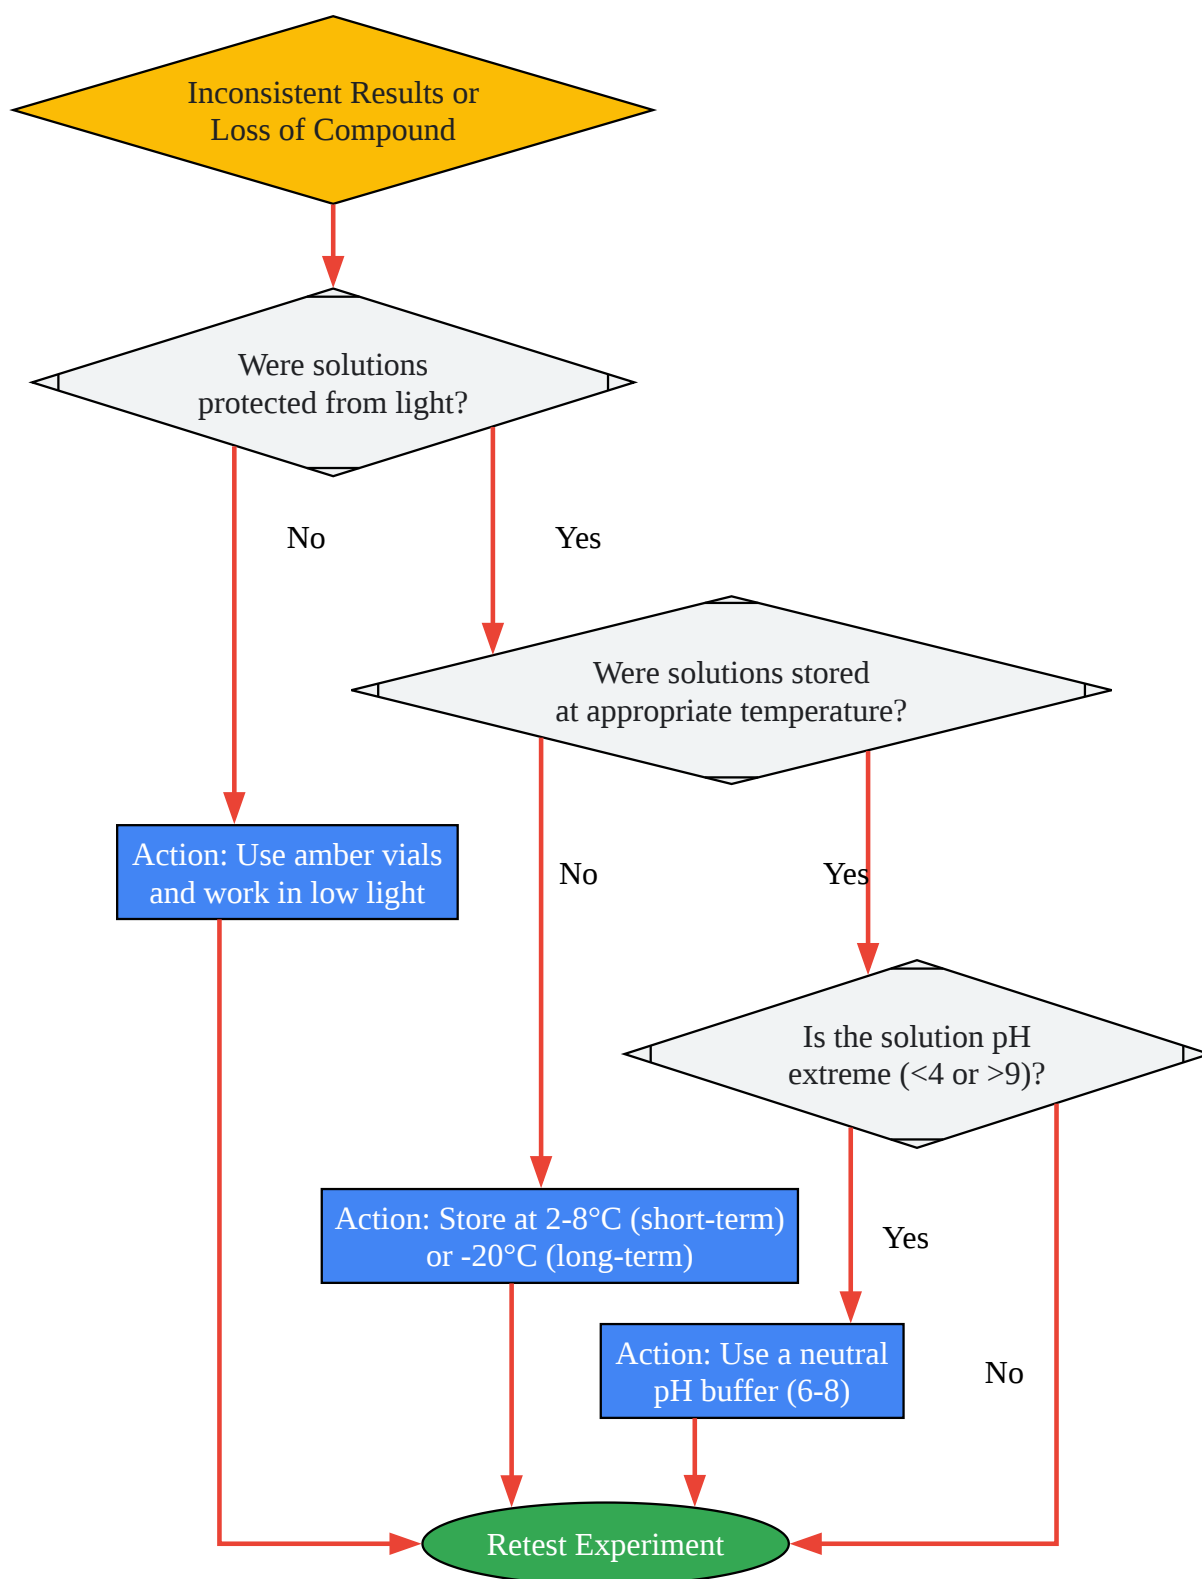 Inconsistent Results or
Loss of Compound
Were solutions
protected from light?
No
Yes
Were solutions stored
at appropriate temperature?
Action: Use amber vials
and work in low light
No
Yes
Is the solution pH
extreme (<4 or >9)?
Action: Store at 2-8°C (short-term)
or -20°C (long-term)
Yes
Action: Use a neutral
pH buffer (6-8)
No
Retest Experiment